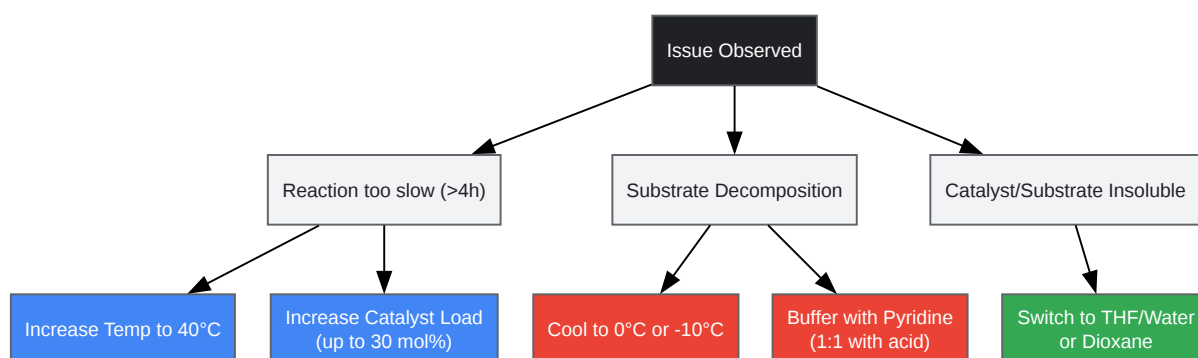 Issue Observed
Reaction too slow (>4h)
Substrate Decomposition
Catalyst/Substrate Insoluble
Increase Temp to 40°C
Increase Catalyst Load
(up to 30 mol%)
Cool to 0°C or -10°C
Buffer with Pyridine
(1:1 with acid)
Switch to THF/Water
or Dioxane